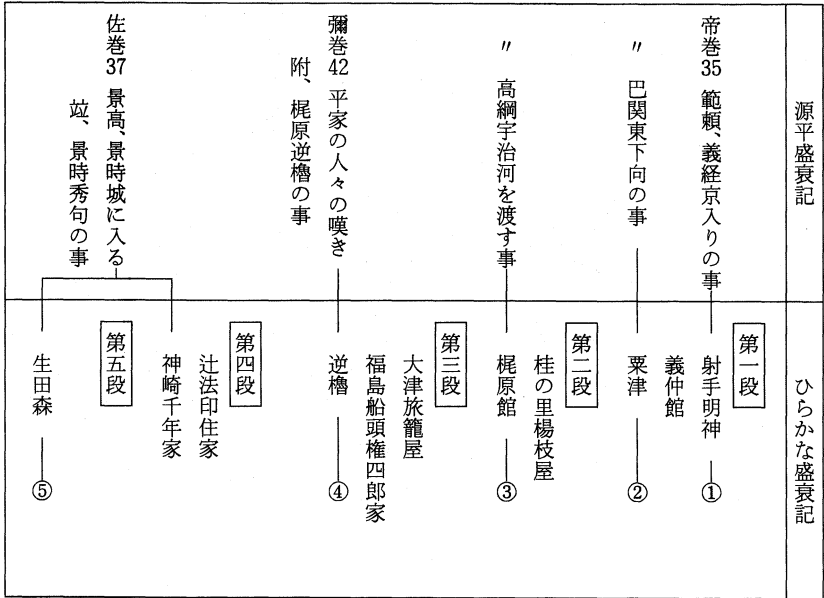 源平盛衰記
帝巻35 範頼、義経京入りの事
〃 巴関東下向の事
〃 高綱宇治河を渡す事
彌巻42 平家の人々の嘆き
附、梶原逆櫓の事
佐巻37 景高、景時城に入る
竝、景時秀句の事
ひらかな盛衰記
第一段
射手明神 ①
義仲館
粟津 ②
第二段
桂の里楊枝屋
梶原館 ③
第三段
大津旅籠屋
福島船頭権四郎家
逆櫓 ④
第四段
辻法印住家
神崎千年家
第五段
生田森 ⑤